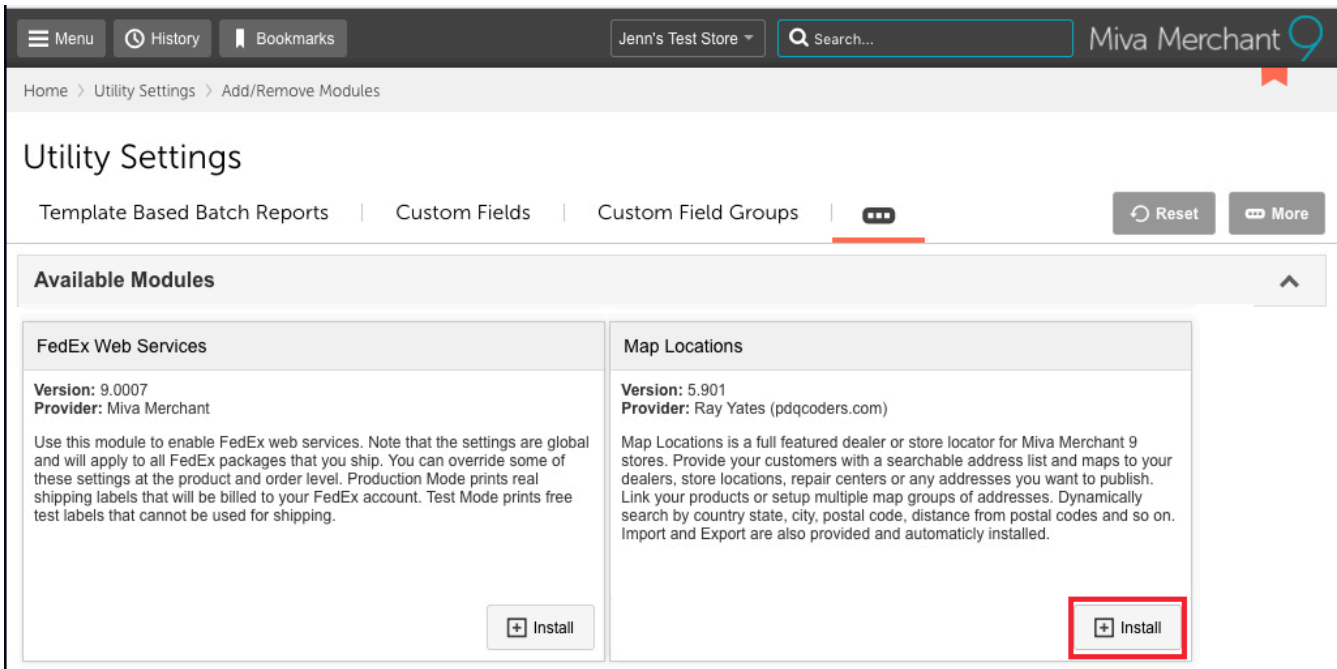 Menu History Bookmarks Jenn's Test Store Search... Miva Merchant 9
Home > Utility Settings > Add/Remove Modules
Utility Settings
Template Based Batch Reports | Custom Fields | Custom Field Groups | Reset More
Available Modules
FedEx Web Services
Version: 9.0007
Provider: Miva Merchant
Use this module to enable FedEx web services. Note that the settings are global
and will apply to all FedEx packages that you ship. You can override some of
these settings at the product and order level. Production Mode prints real
shipping labels that will be billed to your FedEx account. Test Mode prints free
test labels that cannot be used for shipping.
Install
Map Locations
Version: 5.901
Provider: Ray Yates (pdqcoders.com)
Map Locations is a full featured dealer or store locator for Miva Merchant 9
stores. Provide your customers with a searchable address list and maps to your
dealers, store locations, repair centers or any addresses you want to publish.
Link your products or setup multiple map groups of addresses. Dynamically
search by country state, city, postal code, distance from postal codes and so on.
Import and Export are also provided and automaticly installed.
Install